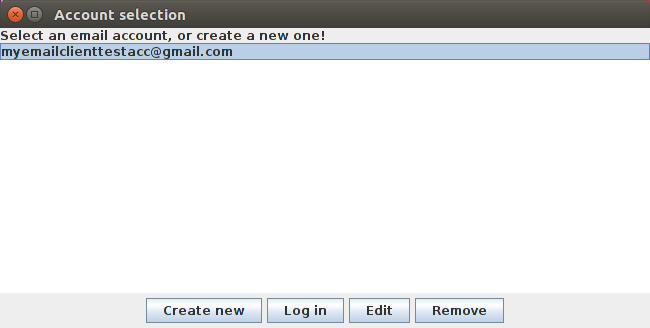 Account selection
Select an email account, or create a new one!
myemailclienttestacc@gmail.com
Create new Log in Edit Remove